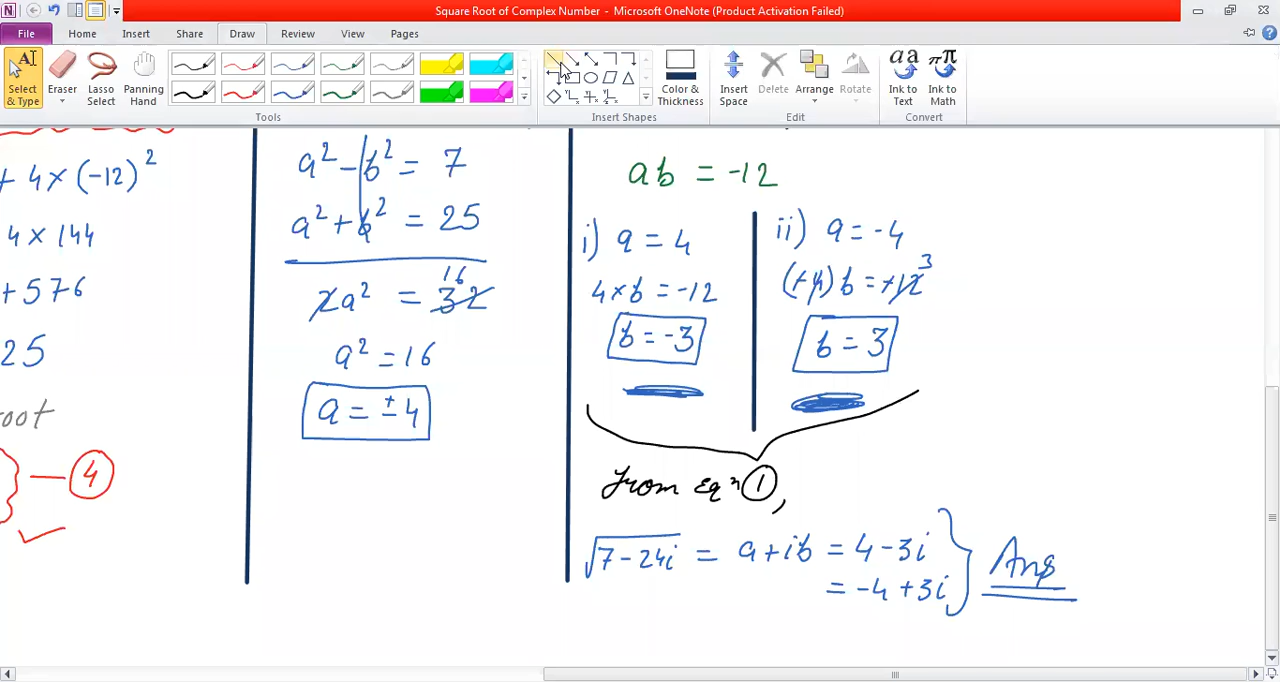 Square Root of Complex Number - Microsoft OneNote (Product Activation Failed)
File Home Insert Share Draw Review View Pages
Select & Type
Eraser
Lasso Select
Panning Hand
Color & Thickness
Insert Space
Delete
Arrange
Rotate
Ink to Text
Ink to Math
Tools
Insert Shapes
Edit
Convert
+ 4 × (-12)²
4 × 144
+ 576
25
root
④
a² - b² = 7
a² + b² = 25
2a² = 32 16
a² = 16
a = ± 4
ab = -12
i) a = 4
4 × b = -12
b = -3
ii) a = -4
(-4)b = -12 3
b = 3
from Eqⁿ ①,
√7 - 24i = a + ib = 4 - 3i
= -4 + 3i
Ans